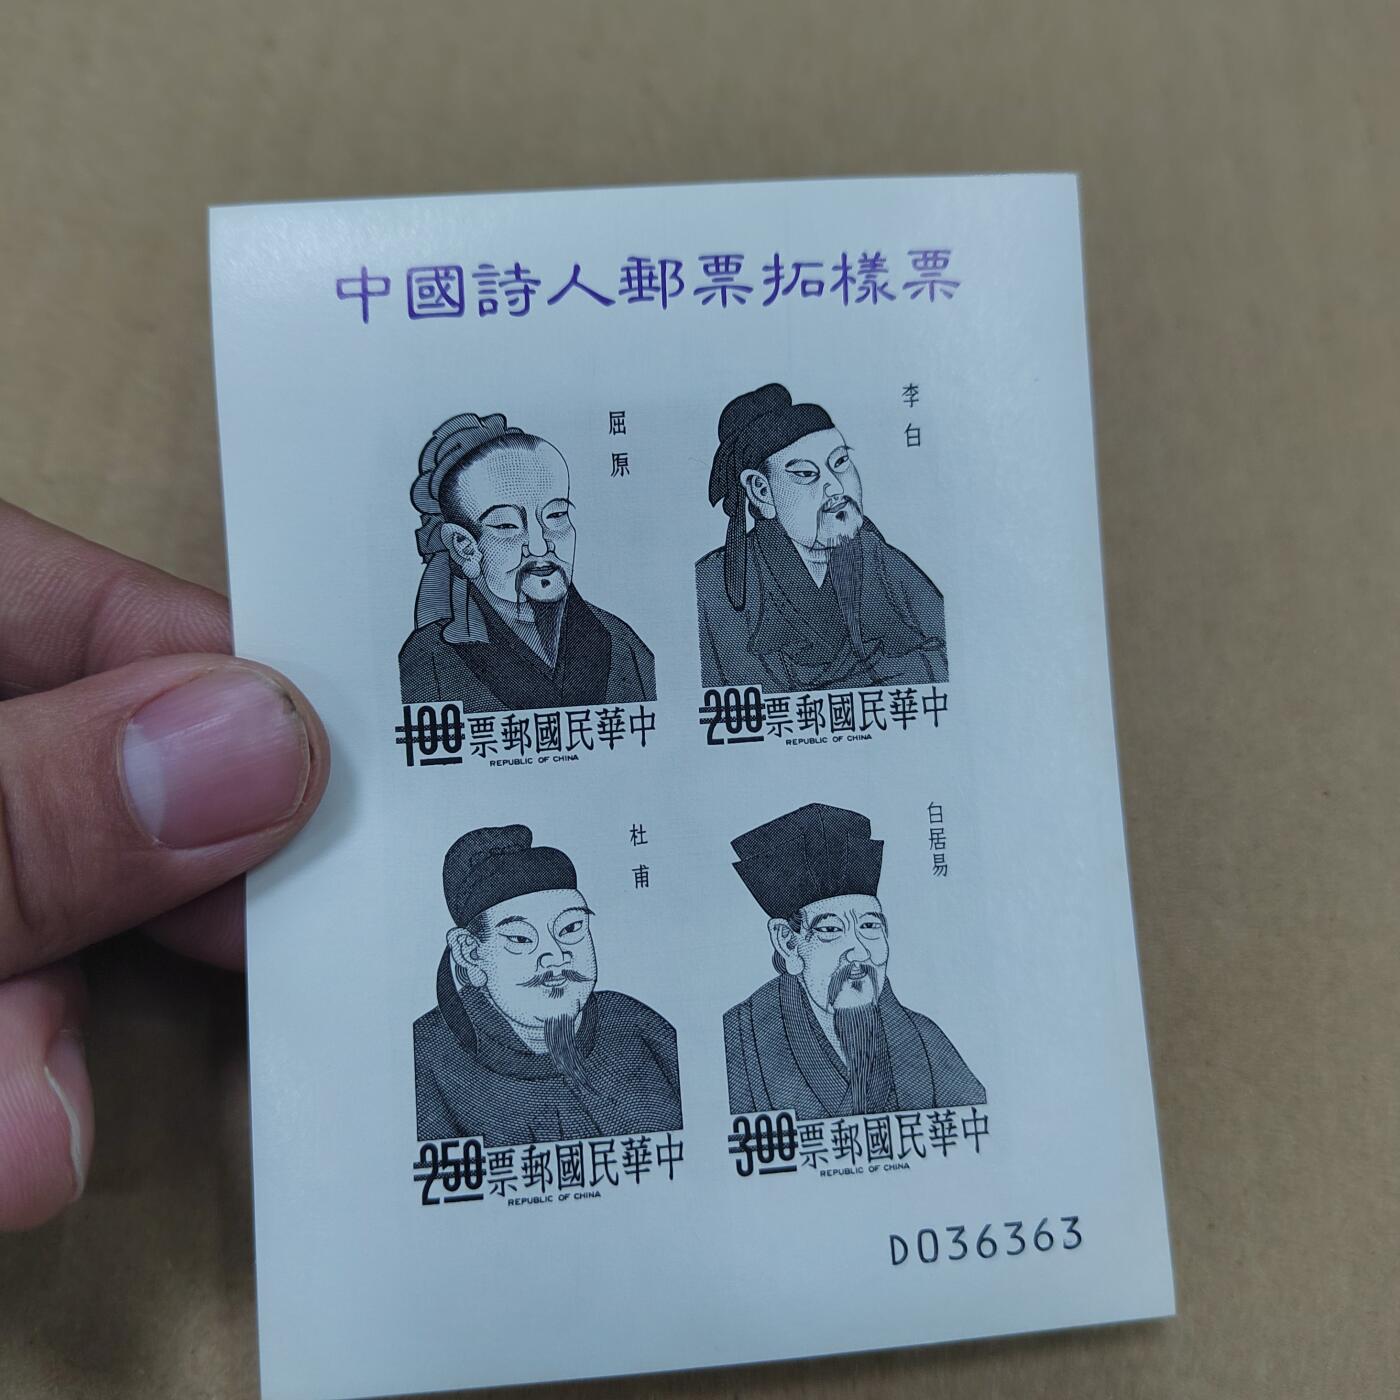 中國詩人郵票拓樣票
屈原
李白
100 票郵國民華中
REPUBLIC OF CHINA
200 票郵國民華中
REPUBLIC OF CHINA
杜甫
白居易
250 票郵國民華中
REPUBLIC OF CHINA
300 票郵國民華中
REPUBLIC OF CHINA
D036363